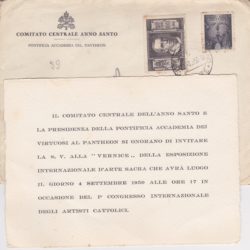 COMITATO CENTRALE ANNO SANTO
PONTIFICIA ACCADEMIA DEL PANTHEON
IL COMITATO CENTRALE DELL'ANNO SANTO E
LA PRESIDENZA DELLA PONTIFICIA ACCADEMIA DEI
VIRTUOSI AL PANTHEON SI ONORANO DI INVITARE
LA S. V. ALLA "VERNICE" DELLA ESPOSIZIONE
INTERNAZIONALE D'ARTE SACRA CHE AVRÀ LUOGO
IL GIORNO 4 SETTEMBRE 1950 ALLE ORE 17 IN
OCCASIONE DEL I° CONGRESSO INTERNAZIONALE
DEGLI ARTISTI CATTOLICI.